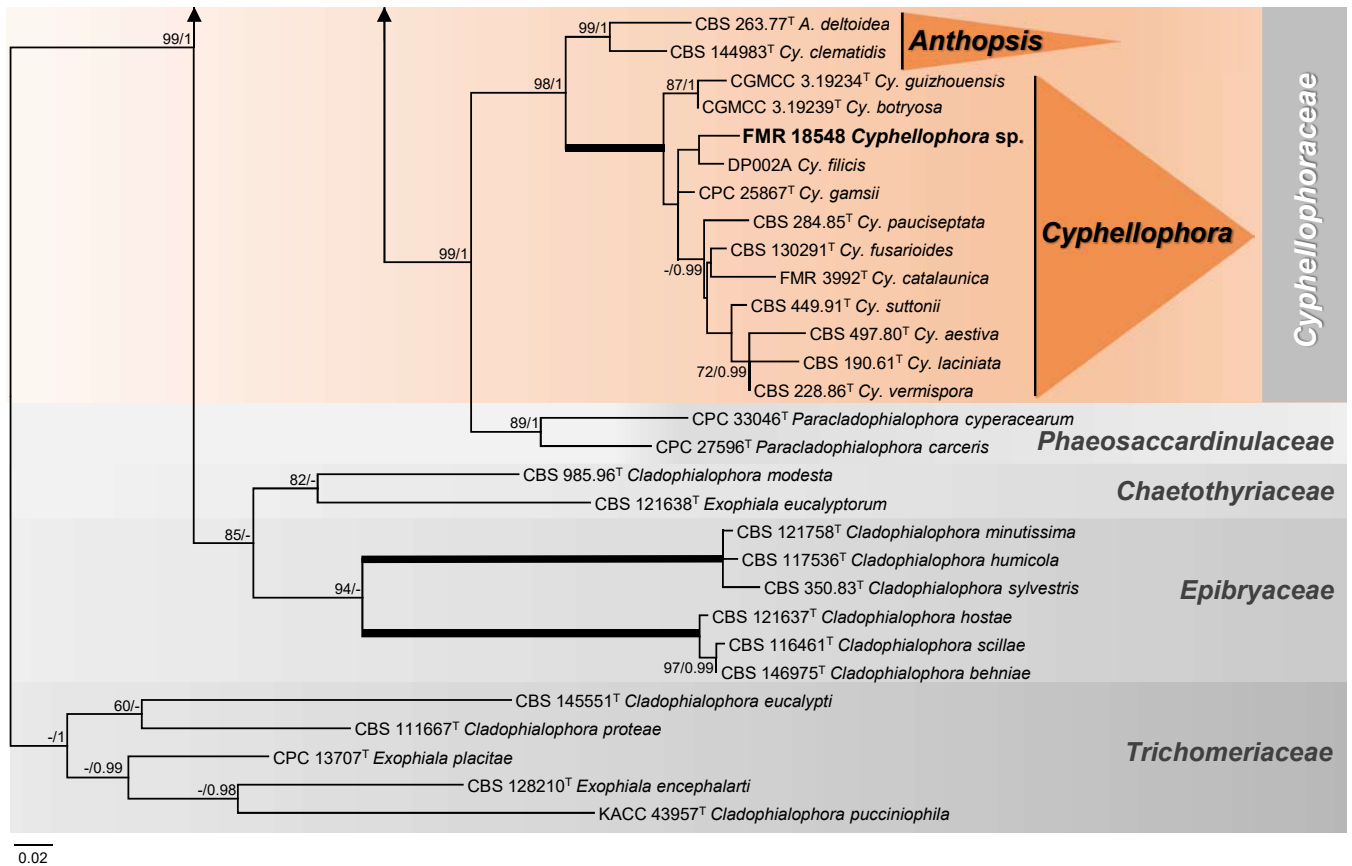 99/1
99/1
CBS 263.77ᵀ A. deltoidea
CBS 144983ᵀ Cy. clematidis
Anthopsis
98/1
87/1
CGMCC 3.19234ᵀ Cy. guizhouensis
CGMCC 3.19239ᵀ Cy. botryosa
FMR 18548 Cyphellophora sp.
DP002A Cy. filicis
CPC 25867ᵀ Cy. gamsii
CBS 284.85ᵀ Cy. pauciseptata
Cyphellophora
CBS 130291ᵀ Cy. fusarioides
99/1
-/0.99
FMR 3992ᵀ Cy. catalaunica
CBS 449.91ᵀ Cy. suttonii
CBS 497.80ᵀ Cy. aestiva
CBS 190.61ᵀ Cy. laciniata
72/0.99
CBS 228.86ᵀ Cy. vermispora
Cyphellophoraceae
89/1
CPC 33046ᵀ Paracladophialophora cyperacearum
CPC 27596ᵀ Paracladophialophora carceris
Phaeosaccardinulaceae
82/-
CBS 985.96ᵀ Cladophialophora modesta
CBS 121638ᵀ Exophiala eucalyptorum
Chaetothyriaceae
85/-
CBS 121758ᵀ Cladophialophora minutissima
CBS 117536ᵀ Cladophialophora humicola
94/-
CBS 350.83ᵀ Cladophialophora sylvestris
Epibryaceae
CBS 121637ᵀ Cladophialophora hostae
CBS 116461ᵀ Cladophialophora scillae
97/0.99
CBS 146975ᵀ Cladophialophora behniae
60/-
CBS 145551ᵀ Cladophialophora eucalypti
CBS 111667ᵀ Cladophialophora proteae
-/1
CPC 13707ᵀ Exophiala placitae
Trichomeriaceae
-/0.99
-/0.98
CBS 128210ᵀ Exophiala encephalarti
KACC 43957ᵀ Cladophialophora pucciniophila
0.02